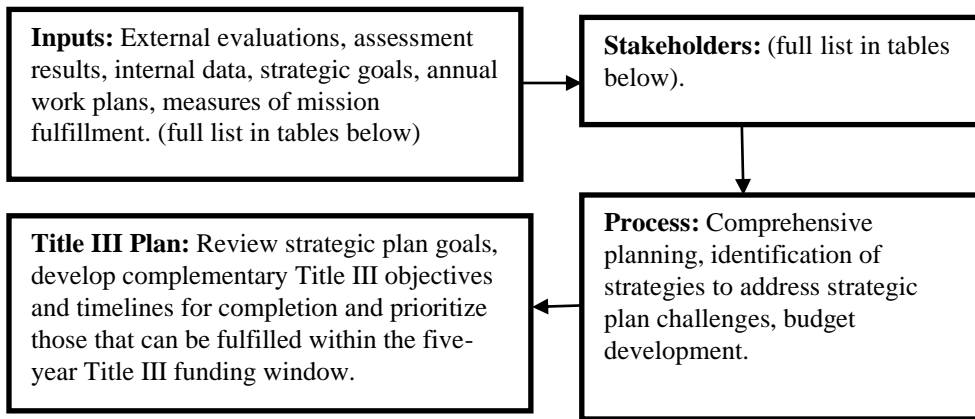 Inputs: External evaluations, assessment
results, internal data, strategic goals, annual
work plans, measures of mission
fulfillment. (full list in tables below)
Stakeholders: (full list in tables
below).
Process: Comprehensive
planning, identification of
strategies to address strategic
plan challenges, budget
development.
Title III Plan: Review strategic plan goals,
develop complementary Title III objectives
and timelines for completion and prioritize
those that can be fulfilled within the five-
year Title III funding window.